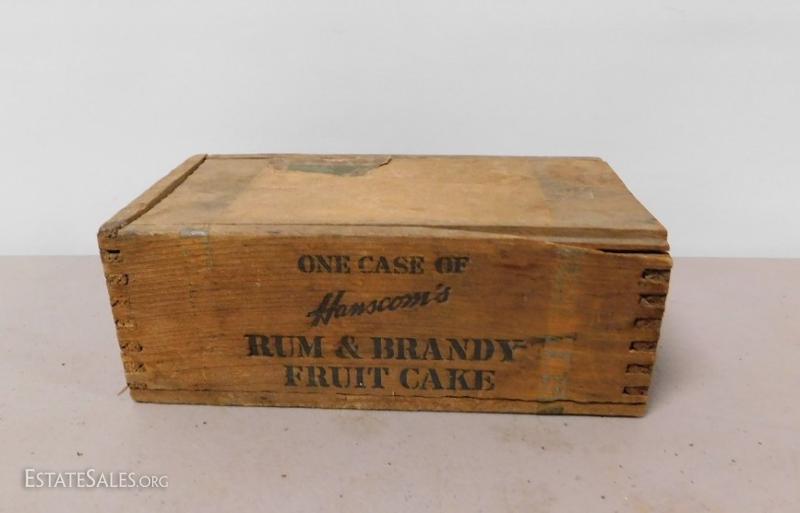 ONE CASE OF
Hanscom's
RUM & BRANDY
FRUIT CAKE
ESTATESALES.ORG